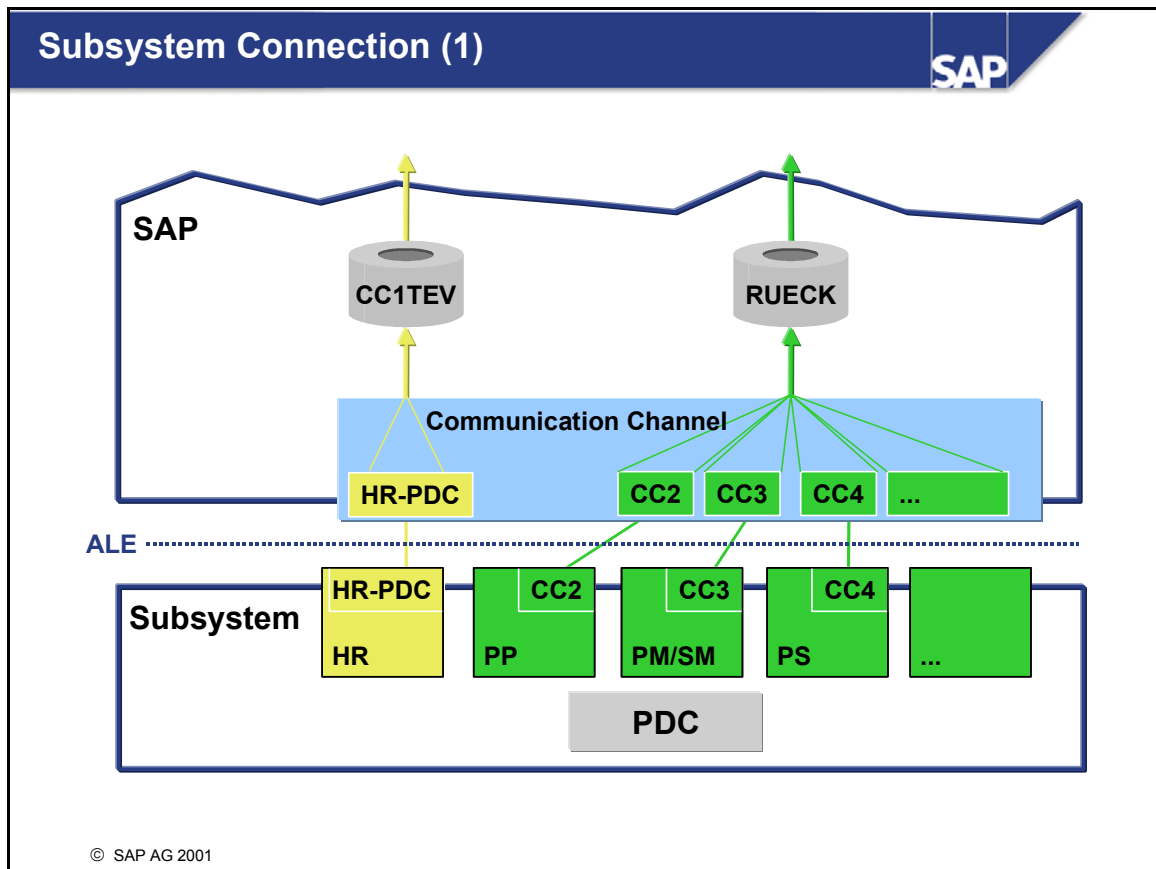 Subsystem Connection (1)
SAP
SAP
CC1TEV
RUECK
Communication Channel
HR-PDC
CC2
CC3
CC4
...
ALE
Subsystem
HR-PDC
HR
CC2
PP
CC3
PM/SM
CC4
PS
...
PDC
© SAP AG 2001